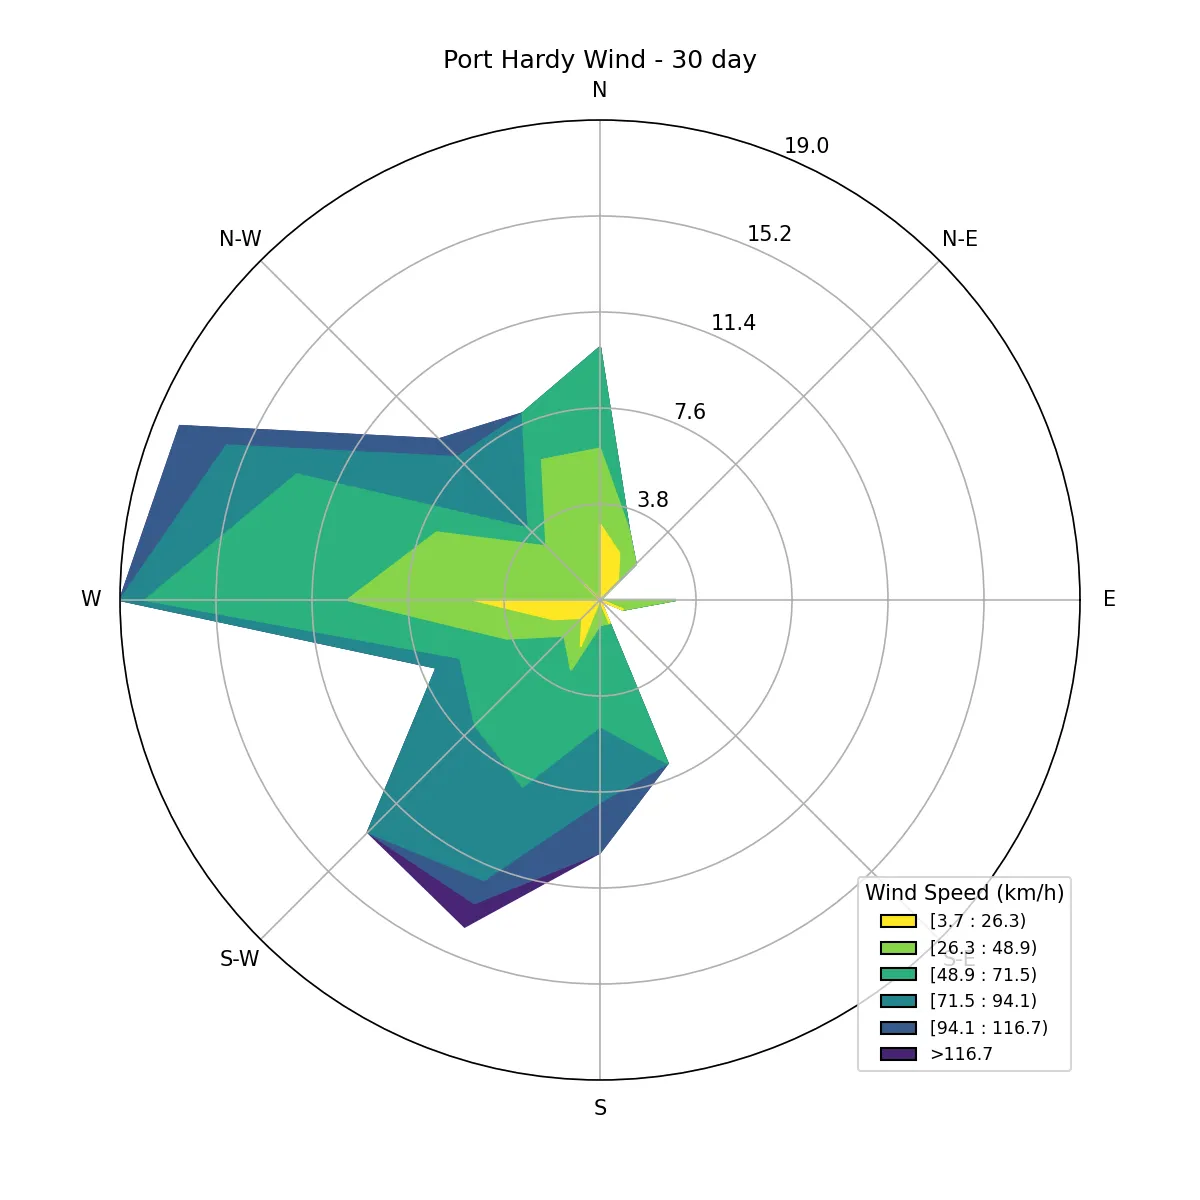 Port Hardy Wind - 30 day
N
19.0
15.2
N-W
N-E
11.4
7.6
3.8
W
E
Wind Speed (km/h)
[3.7 : 26.3)
[26.3 : 48.9)
S-W
S-E
[48.9 : 71.5)
[71.5 : 94.1)
[94.1 : 116.7)
>116.7
S